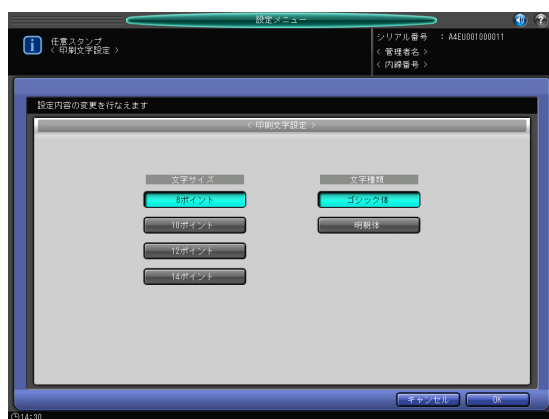 設定メニュー
任意スタンプ
〈 印刷文字設定 〉
シリアル番号 : A4EU001000011
〈 管理者名 〉
〈 内線番号 〉
設定内容の変更を行なえます
〈 印刷文字設定 〉
文字サイズ
文字種類
8ポイント
ゴシック体
10ポイント
明朝体
12ポイント
14ポイント
キャンセル
OK
14:30